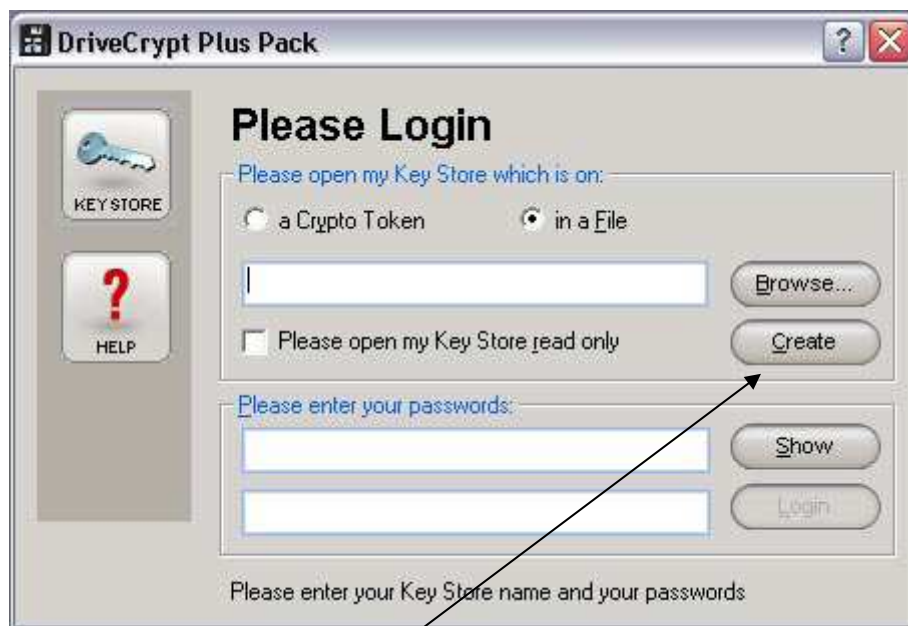 DriveCrypt Plus Pack
?
KEY STORE
HELP
Please Login
Please open my Key Store which is on:
a Crypto Token
in a File
Browse...
Please open my Key Store read only
Create
Please enter your passwords:
Show
Login
Please enter your Key Store name and your passwords